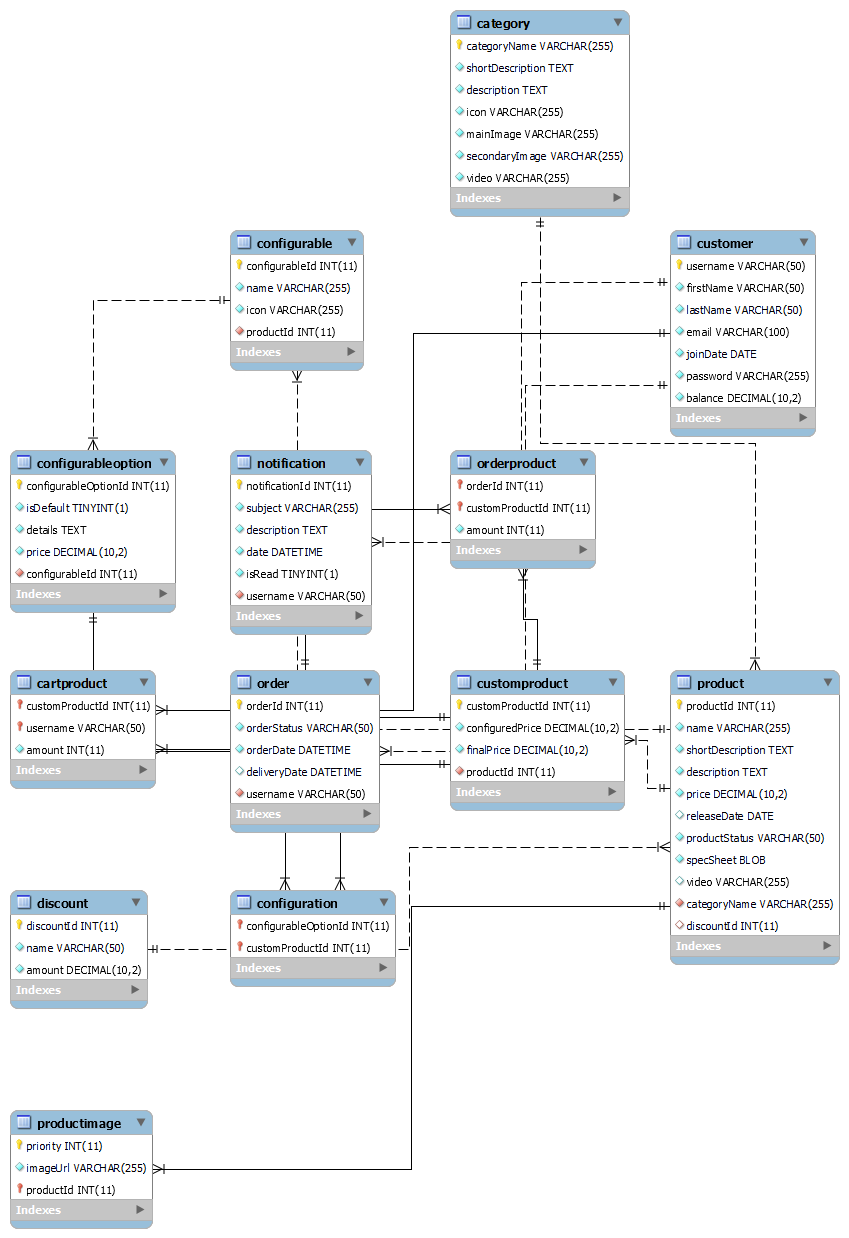 category
categoryName VARCHAR(255)
shortDescription TEXT
description TEXT
icon VARCHAR(255)
mainImage VARCHAR(255)
secondaryImage VARCHAR(255)
video VARCHAR(255)
Indexes
configurable
configurableId INT(11)
name VARCHAR(255)
icon VARCHAR(255)
productId INT(11)
Indexes
customer
username VARCHAR(50)
firstName VARCHAR(50)
lastName VARCHAR(50)
email VARCHAR(100)
joinDate DATE
password VARCHAR(255)
balance DECIMAL(10,2)
Indexes
configurableoption
configurableOptionId INT(11)
isDefault TINYINT(1)
details TEXT
price DECIMAL(10,2)
configurableId INT(11)
Indexes
notification
notificationId INT(11)
subject VARCHAR(255)
description TEXT
date DATETIME
isRead TINYINT(1)
username VARCHAR(50)
Indexes
orderproduct
orderId INT(11)
customProductId INT(11)
amount INT(11)
Indexes
cartproduct
customProductId INT(11)
username VARCHAR(50)
amount INT(11)
Indexes
order
orderId INT(11)
orderStatus VARCHAR(50)
orderDate DATETIME
deliveryDate DATETIME
username VARCHAR(50)
Indexes
customproduct
customProductId INT(11)
configuredPrice DECIMAL(10,2)
finalPrice DECIMAL(10,2)
productId INT(11)
Indexes
product
productId INT(11)
name VARCHAR(255)
shortDescription TEXT
description TEXT
price DECIMAL(10,2)
releaseDate DATE
productStatus VARCHAR(50)
specSheet BLOB
video VARCHAR(255)
categoryName VARCHAR(255)
discountId INT(11)
Indexes
discount
discountId INT(11)
name VARCHAR(50)
amount DECIMAL(10,2)
Indexes
configuration
configurableOptionId INT(11)
customProductId INT(11)
Indexes
productimage
priority INT(11)
imageUrl VARCHAR(255)
productId INT(11)
Indexes